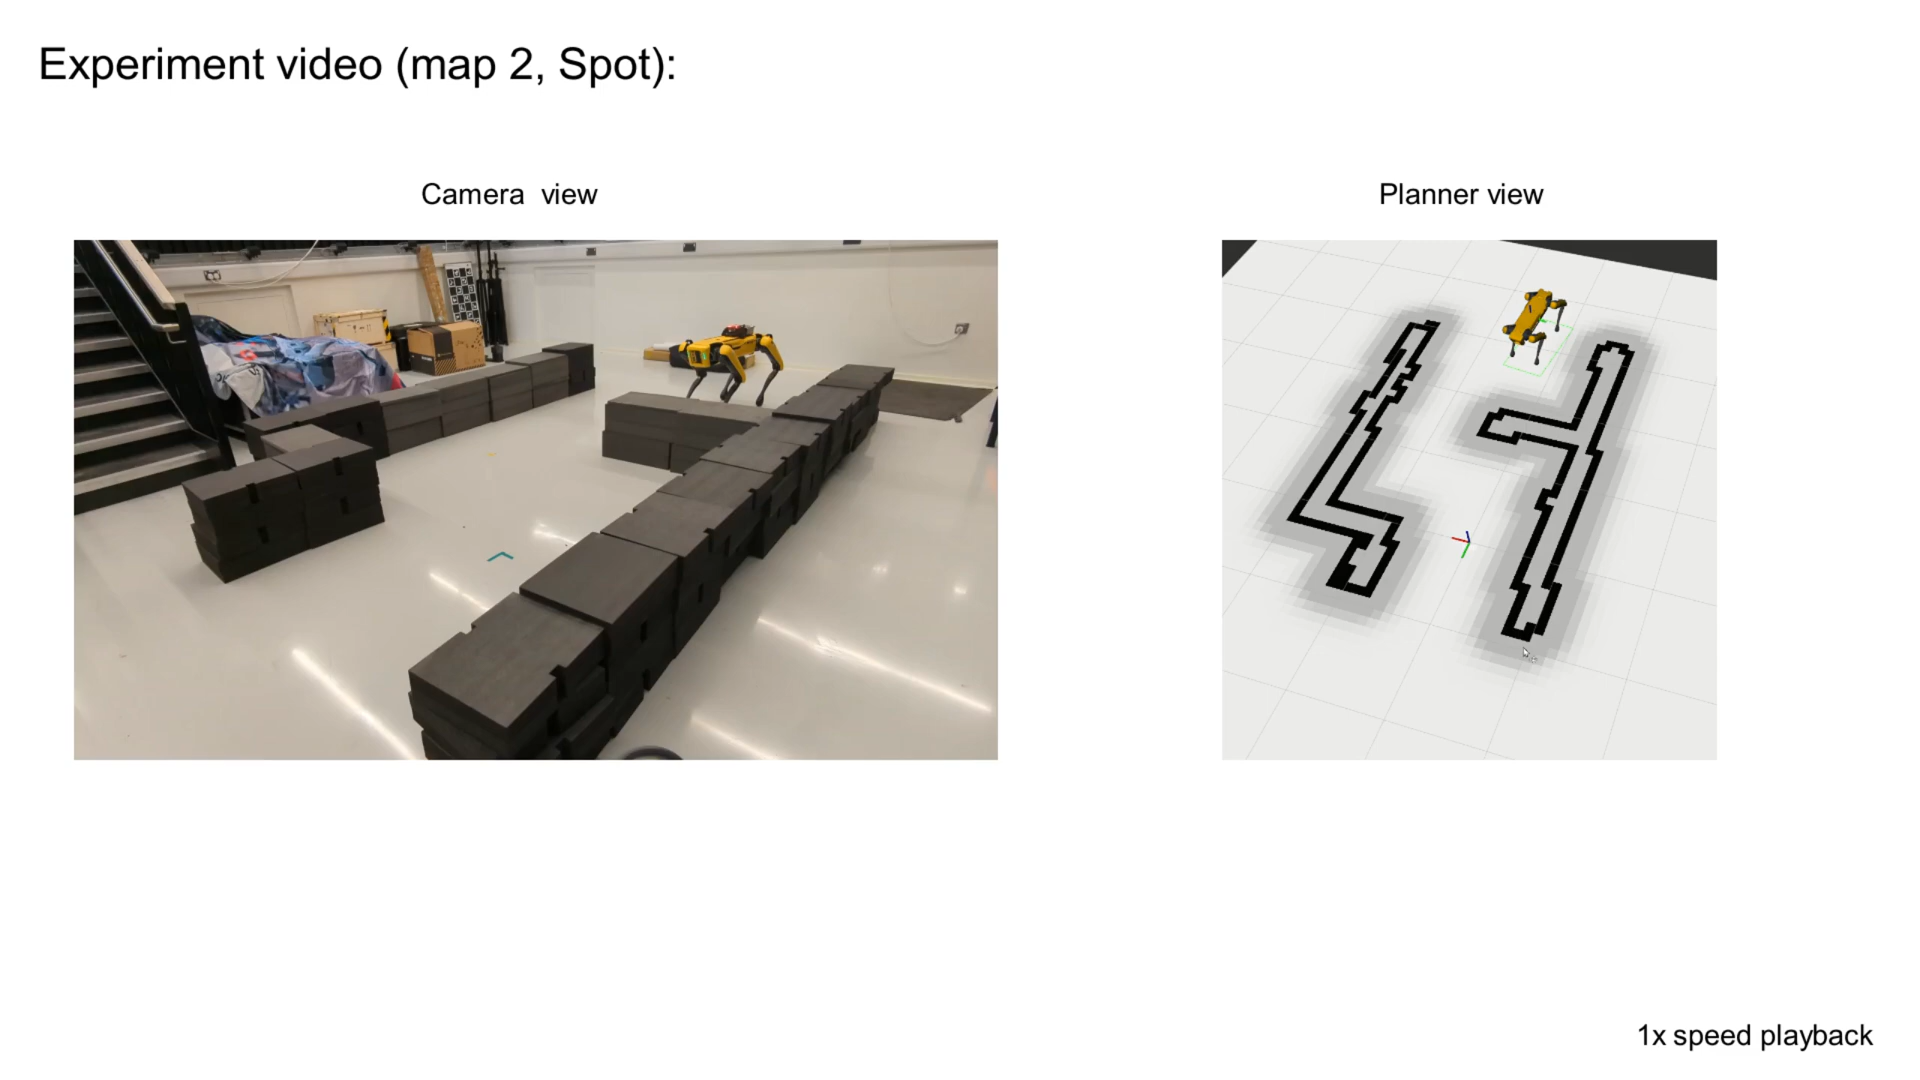 Experiment video (map 2, Spot):
Camera view
Planner view
1x speed playback